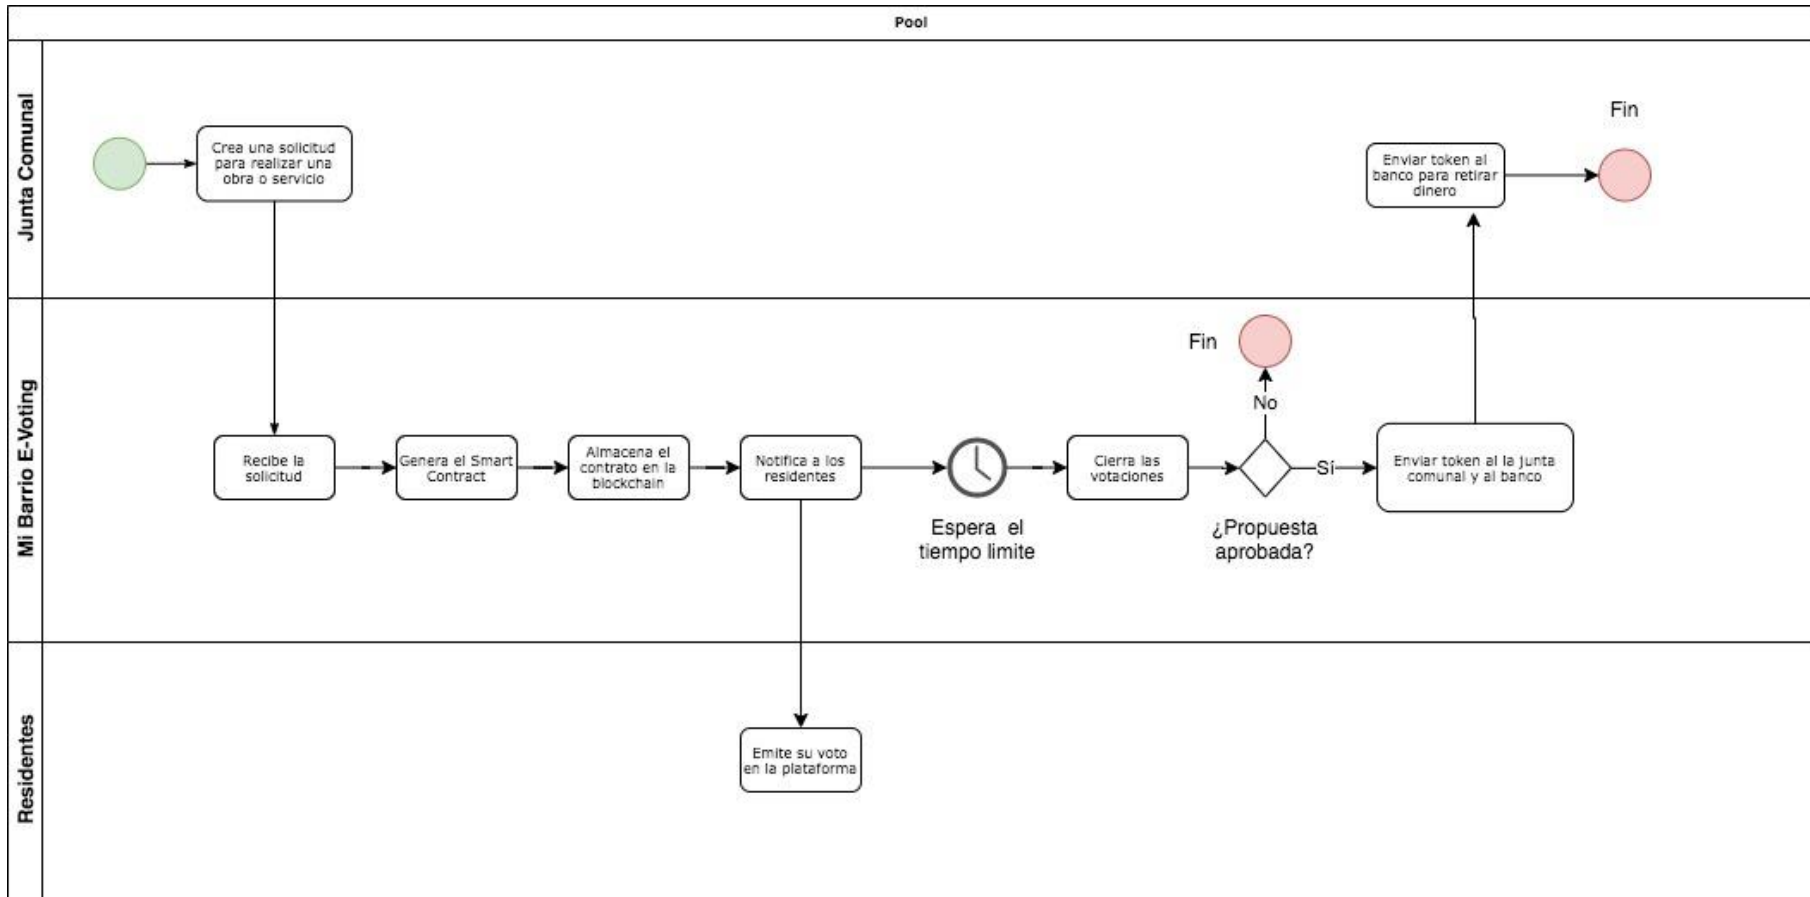 Pool
Junta Comunal
Crea una solicitud
para realizar una
obra o servicio
Enviar token al
banco para retirar
dinero
Fin
Mi Barrio E-Voting
Recibe la
solicitud
Genera el Smart
Contract
Almacena el
contrato en la
blockchain
Notifica a los
residentes
Espera el
tiempo limite
Cierra las
votaciones
Fin
No
¿Propuesta
aprobada?
Sí
Enviar token al la junta
comunal y al banco
Residentes
Emite su voto
en la plataforma